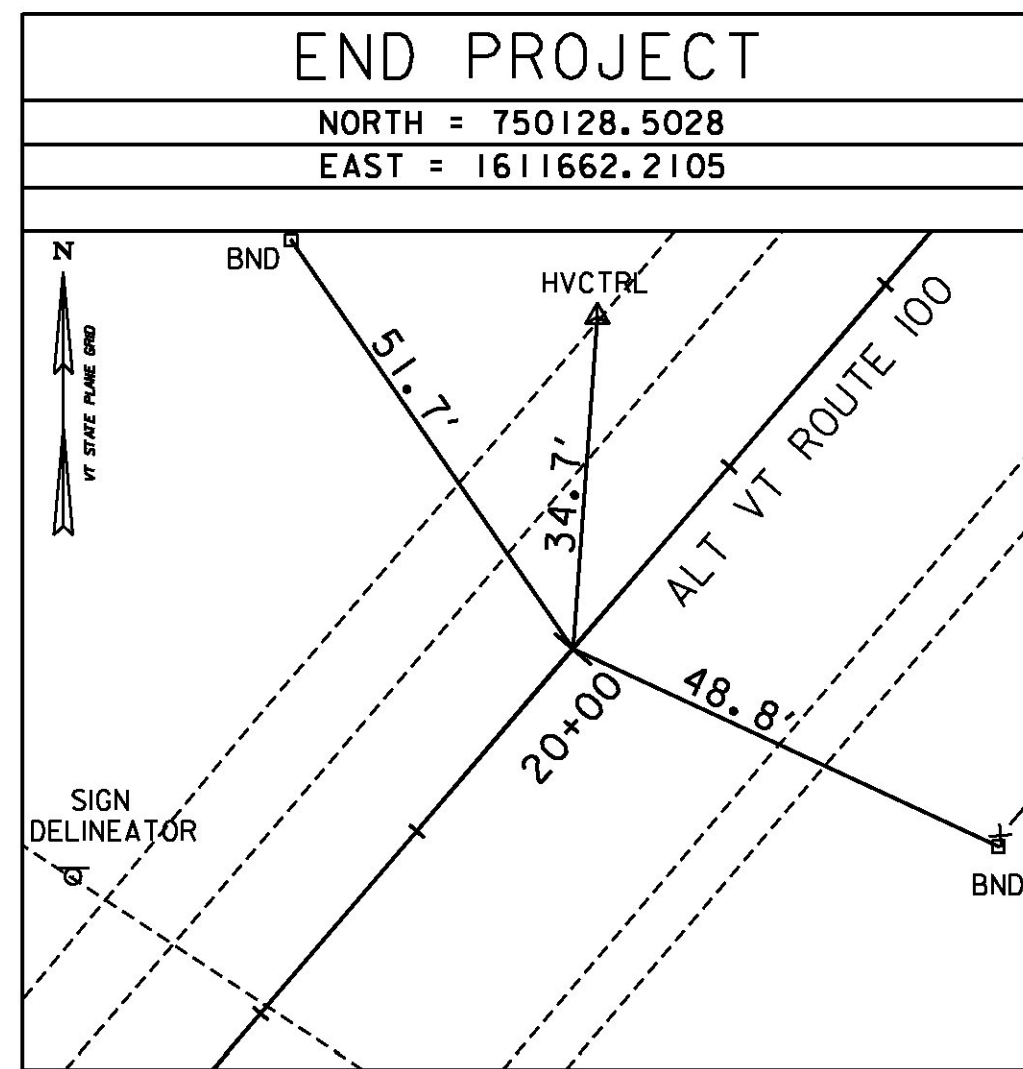 END PROJECT
NORTH = 750128.5028
EAST = 1611662.2105
N
VT STATE PLANE GRID
BND
HVCTRL
51.7'
34.7'
ALT VT ROUTE 100
20+00
48.8'
SIGN
DELINEATOR
BND